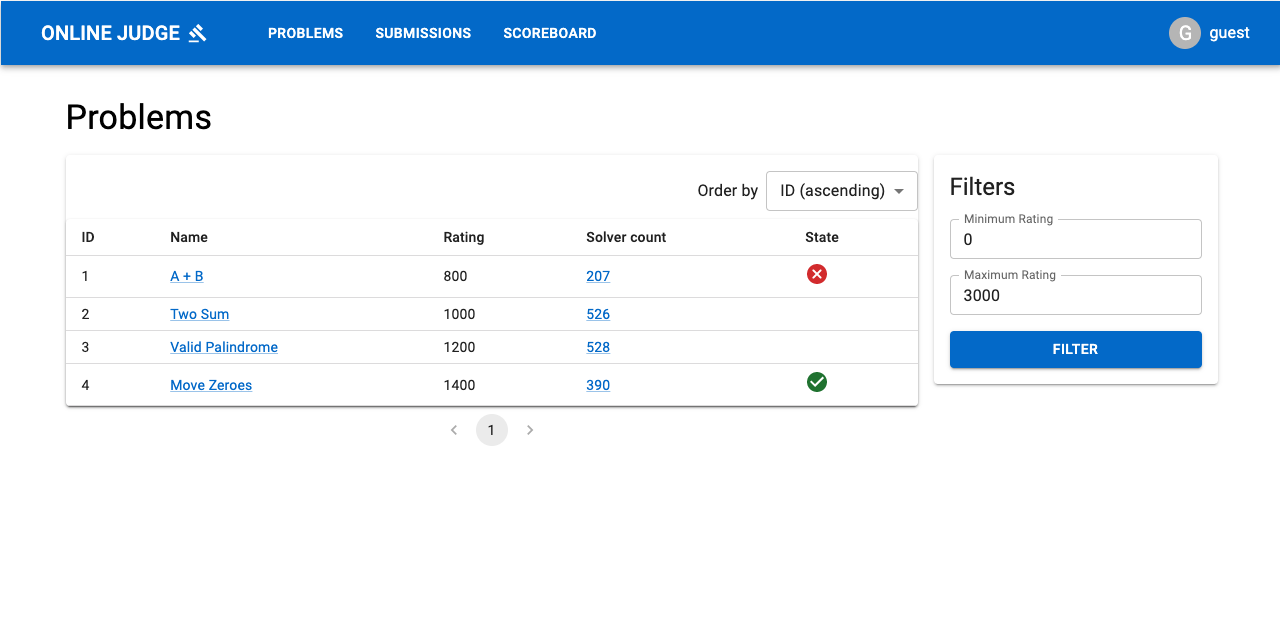 ONLINE JUDGE PROBLEMS SUBMISSIONS SCOREBOARD G guest
Problems
Order by ID (ascending)
ID Name Rating Solver count State
1 A + B 800 207
2 Two Sum 1000 526
3 Valid Palindrome 1200 528
4 Move Zeroes 1400 390
1
Filters
Minimum Rating
0
Maximum Rating
3000
FILTER